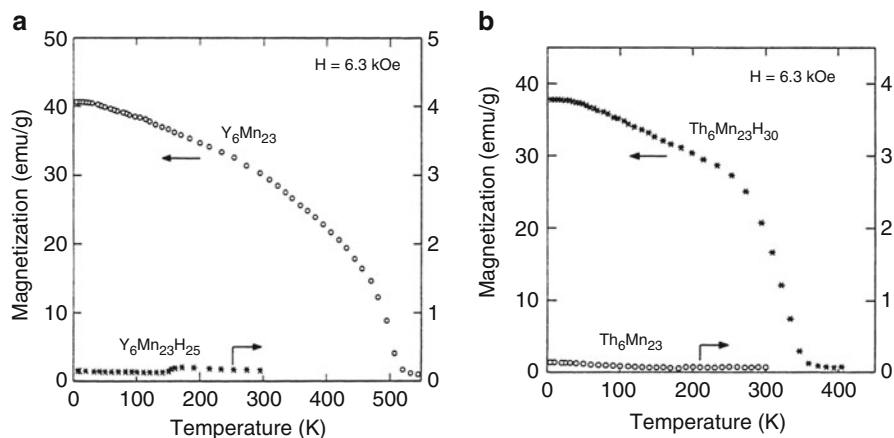 a
50
40
30
20
10
0
Magnetization (emu/g)
5
4
3
2
1
0
H = 6.3 kOe
Y₆Mn₂₃
Y₆Mn₂₃H₂₅
0 100 200 300 400 500
Temperature (K)
b
40
30
20
10
0
Magnetization (emu/g)
4
3
2
1
0
H = 6.3 kOe
Th₆Mn₂₃H₃₀
Th₆Mn₂₃
0 100 200 300 400
Temperature (K)